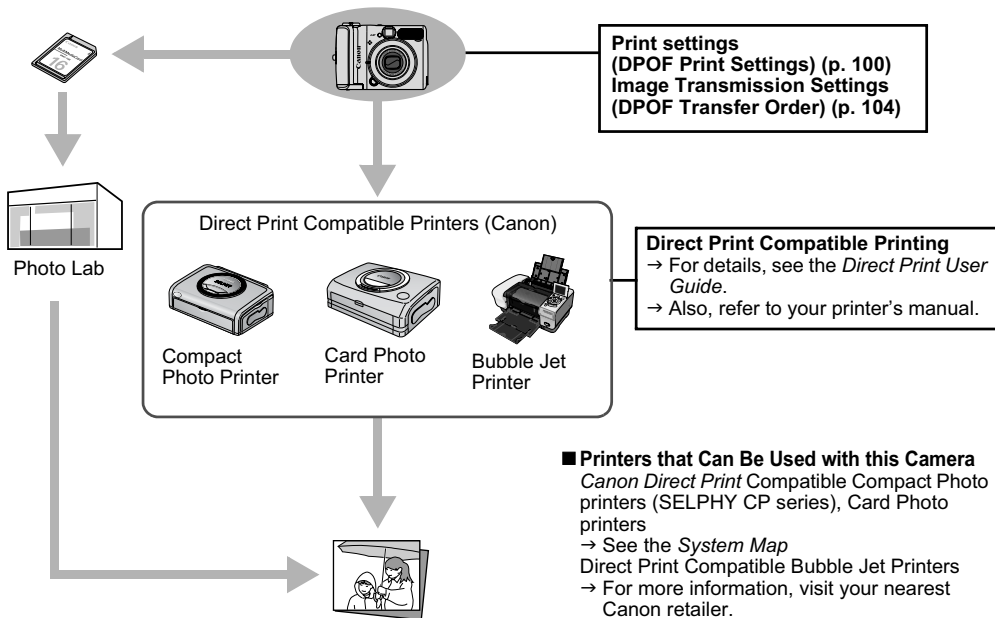 Print settings
(DPOF Print Settings) (p. 100)
Image Transmission Settings
(DPOF Transfer Order) (p. 104)
16
Canon
Photo Lab
Direct Print Compatible Printers (Canon)
Compact
Photo Printer
Card Photo
Printer
Bubble Jet
Printer
Direct Print Compatible Printing
→ For details, see the Direct Print User
Guide.
→ Also, refer to your printer’s manual.
■ Printers that Can Be Used with this Camera
Canon Direct Print Compatible Compact Photo
printers (SELPHY CP series), Card Photo
printers
→ See the System Map
Direct Print Compatible Bubble Jet Printers
→ For more information, visit your nearest
Canon retailer.